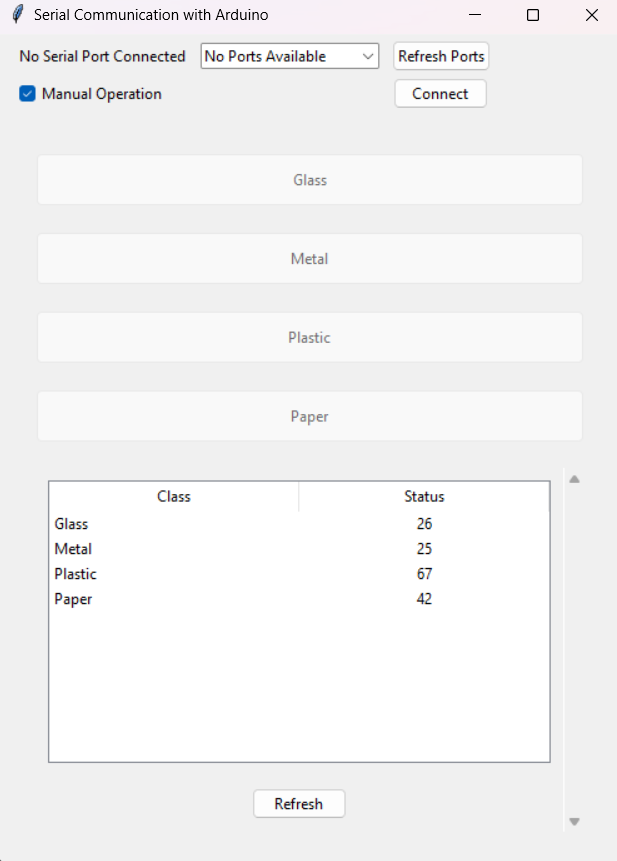 Serial Communication with Arduino
No Serial Port Connected No Ports Available Refresh Ports
Manual Operation Connect
Glass
Metal
Plastic
Paper
Class Status
Glass 26
Metal 25
Plastic 67
Paper 42
Refresh